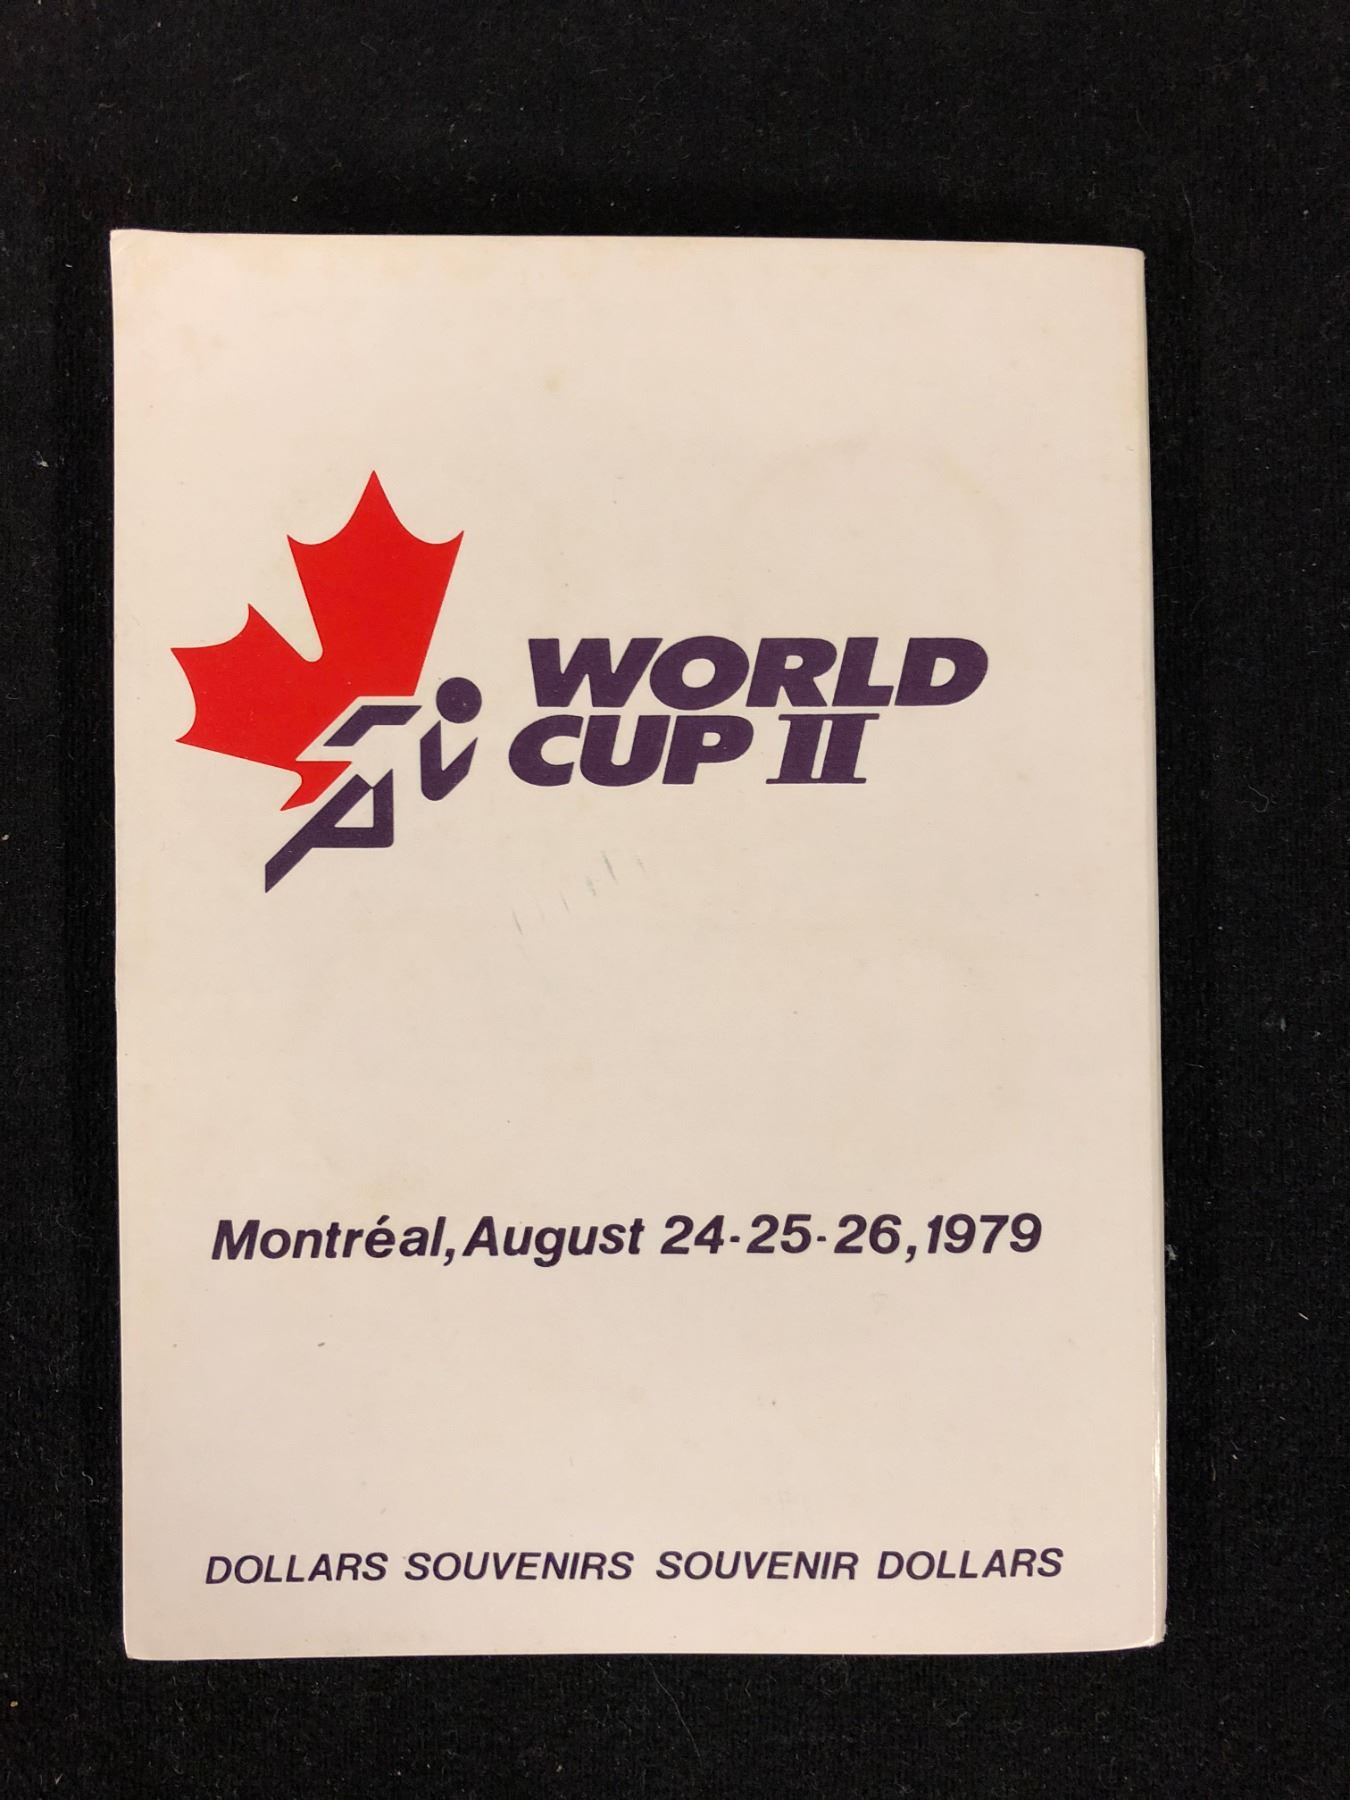 WORLD
CUP II
Montréal, August 24-25-26, 1979
DOLLARS SOUVENIRS SOUVENIR DOLLARS